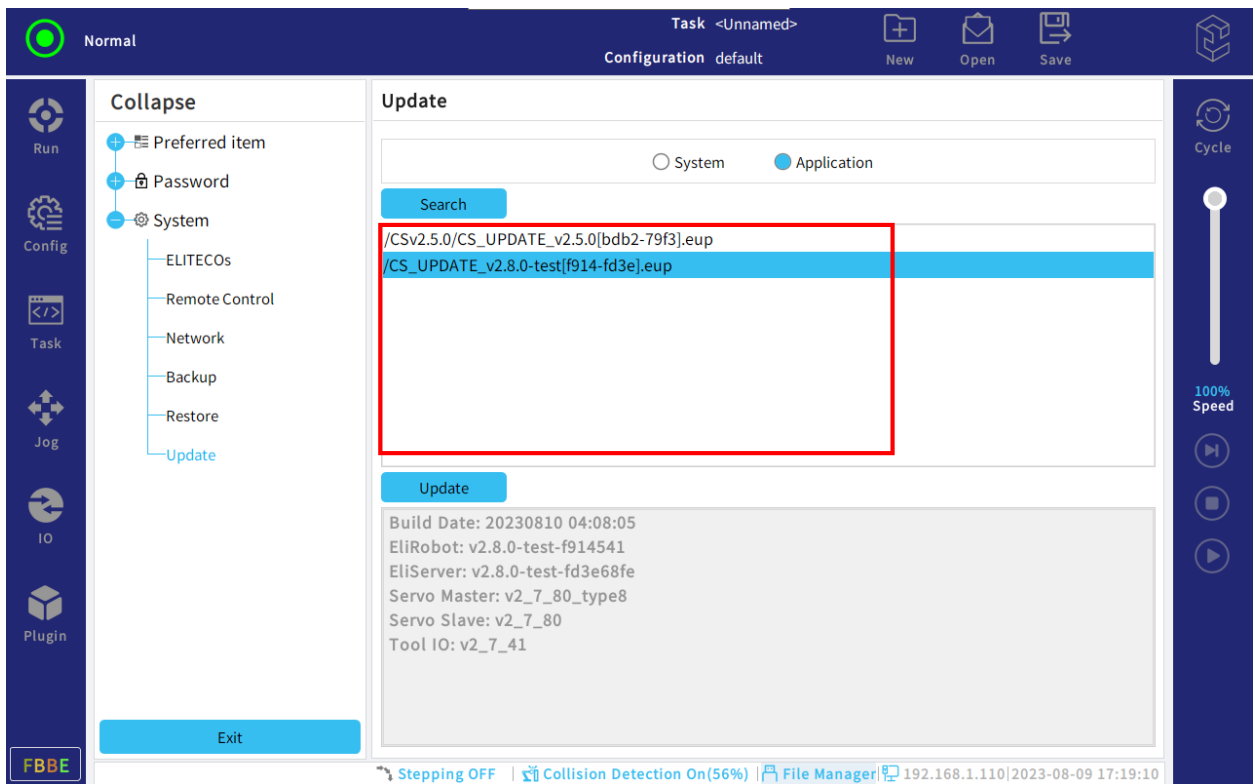 Normal
Task <Unnamed>
Configuration default
New
Open
Save
Run
Config
Task
Jog
IO
Plugin
FBBE
Collapse
Preferred item
Password
System
ELITECOs
Remote Control
Network
Backup
Restore
Update
Exit
Update
System Application
Search
/CSv2.5.0/CS_UPDATE_v2.5.0[bdb2-79f3].eup
/CS_UPDATE_v2.8.0-test[f914-fd3e].eup
Update
Build Date: 20230810 04:08:05
EliRobot: v2.8.0-test-f914541
EliServer: v2.8.0-test-fd3e68fe
Servo Master: v2_7_80_type8
Servo Slave: v2_7_80
Tool IO: v2_7_41
Cycle
100%
Speed
Stepping OFF | Collision Detection On(56%) | File Manager| 192.168.1.110|2023-08-09 17:19:10